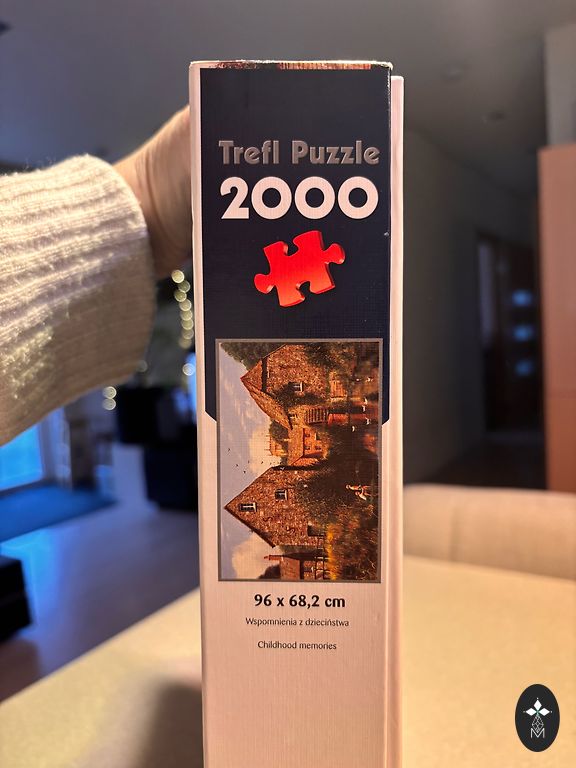 Trefl Puzzle
2000
96 x 68,2 cm
Wspomnienia z dzieciństwa
Childhood memories
M